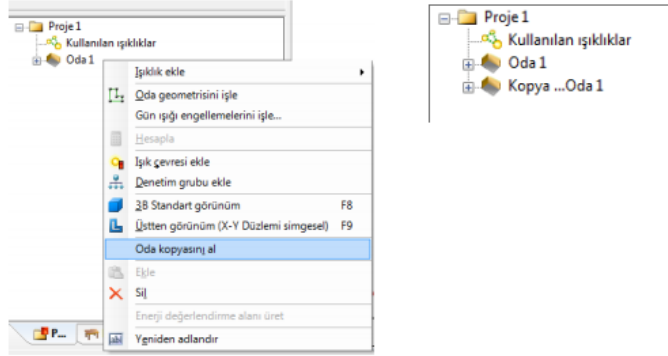 Proje 1
Kullanılan ışıklıklar
Oda 1
Işıklık ekle
Oda geometrisini işle
Gün ışığı engellemelerini işle...
Hesapla
Işık çevresi ekle
Denetim grubu ekle
3B Standart görünüm F8
Üstten görünüm (X-Y Düzlemi simgesel) F9
Oda kopyasını al
Ekle
Sil
Enerji değerlendirme alanı üret
Yeniden adlandır
P...
Proje 1
Kullanılan ışıklıklar
Oda 1
Kopya ...Oda 1